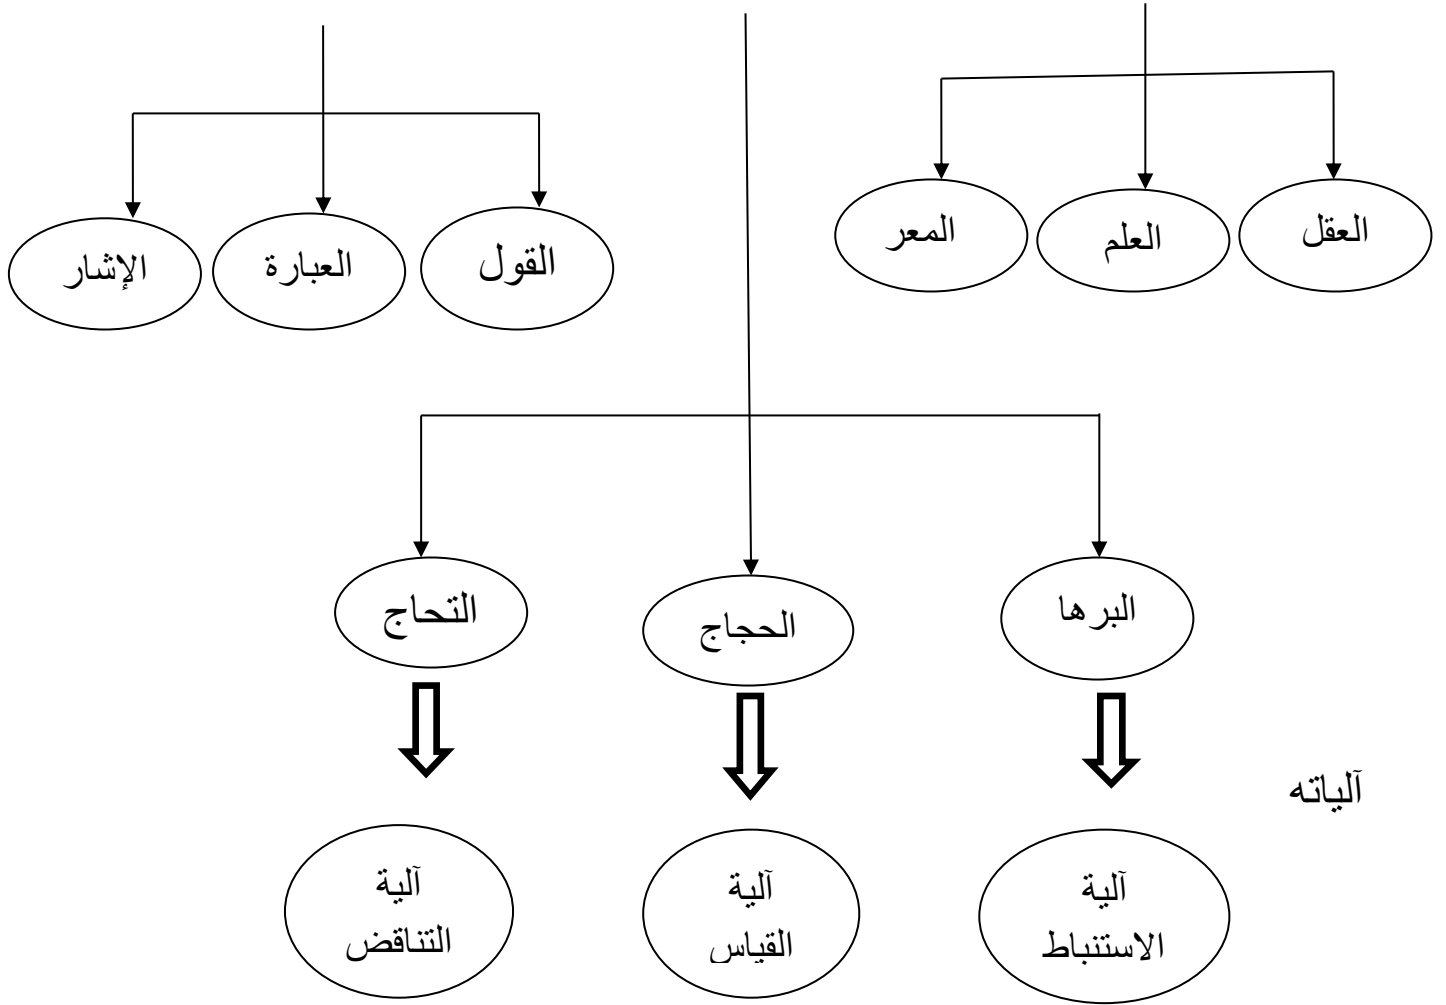 العقل
العلم
المعر
القول
العبارة
الإشار
البرها
الحجاج
التحاج
آلياته
آلية
الاستنباط
آلية
القياس
آلية
التناقض